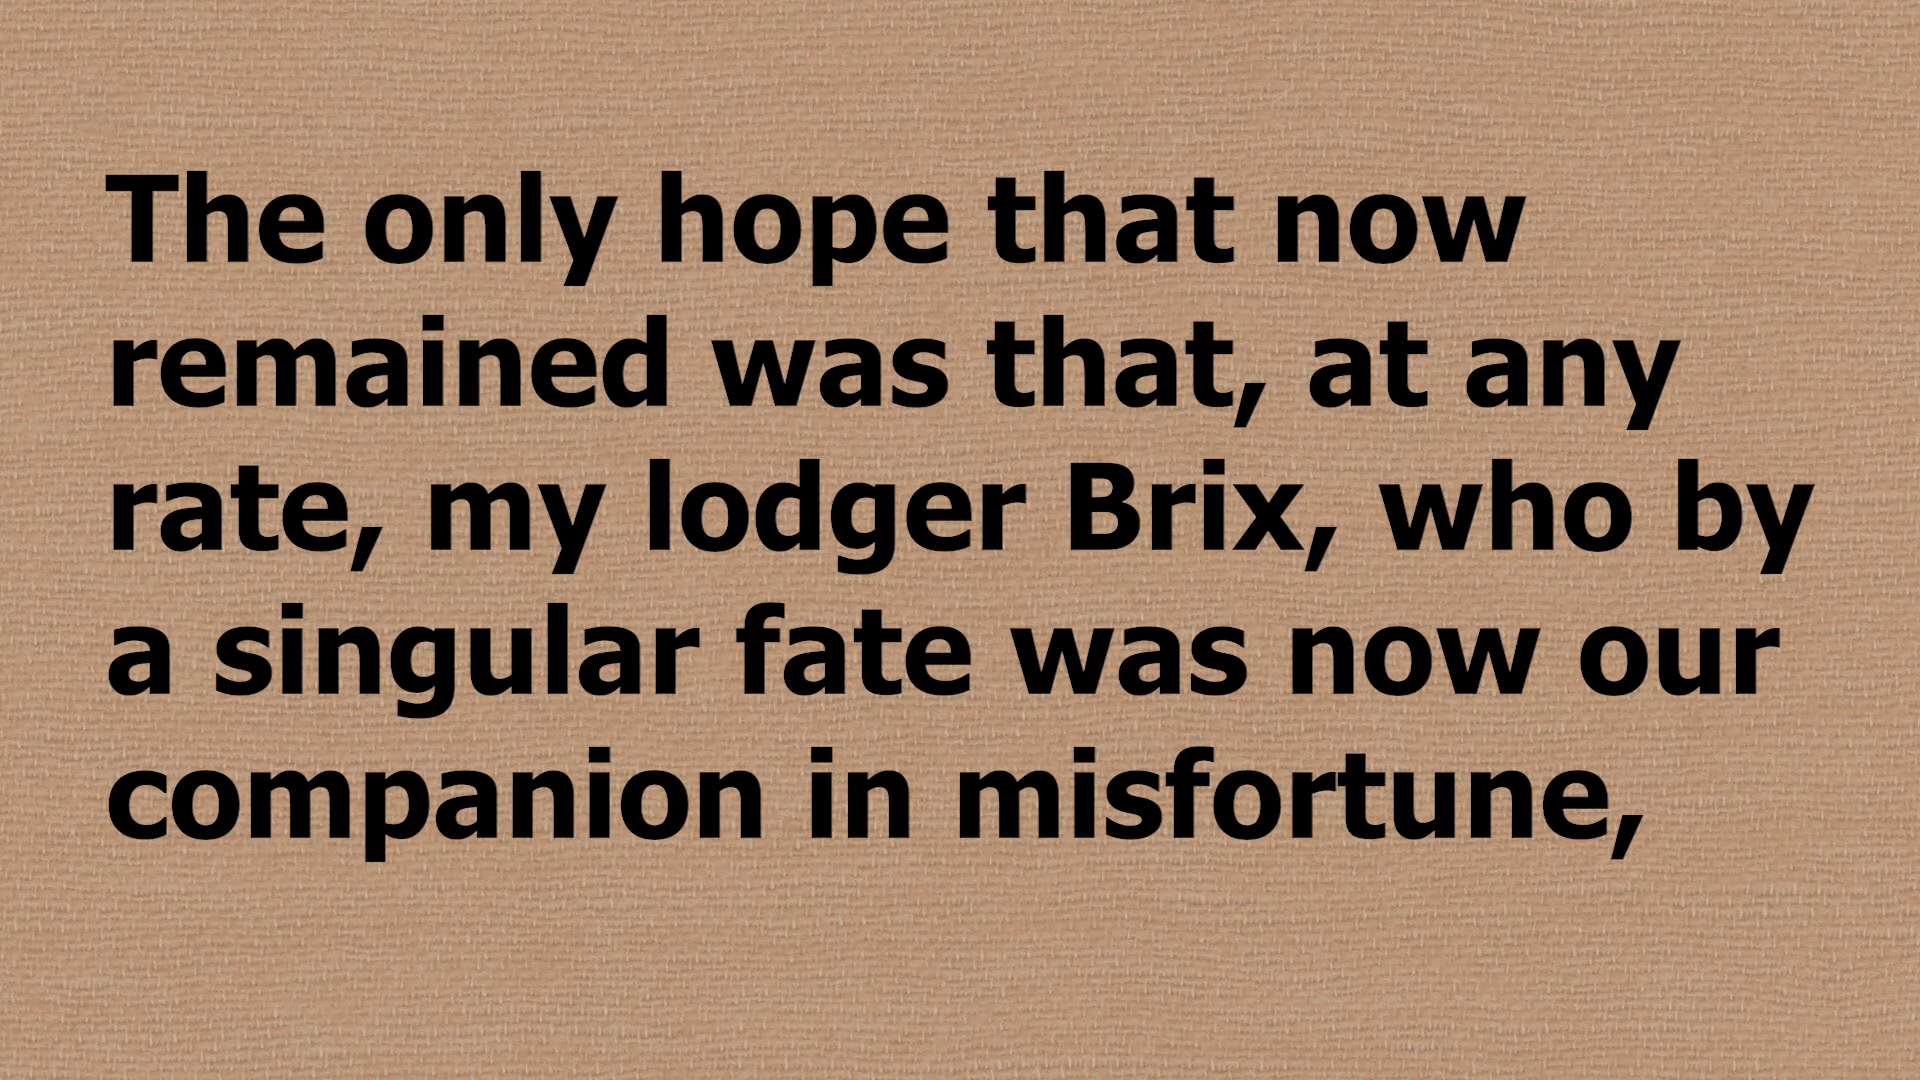 The only hope that now
remained was that, at any
rate, my lodger Brix, who by
a singular fate was now our
companion in misfortune,